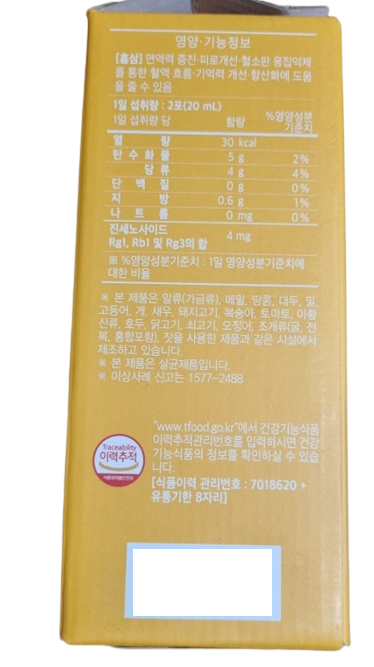 영양·기능정보
[홍삼] 면역력 증진·피로개선·혈소판 응집억제
를 통한 혈액 흐름·기억력 개선·항산화에 도움
을 줄 수 있음
1일 섭취량 : 2포(20 mL)
1일 섭취량 당 함량 %영양성분
기준치
열 량 30 kcal
탄 수 화 물 5 g 2%
당 류 4 g 4%
단 백 질 0 g 0%
지 방 0.6 g 1%
나 트 륨 0 mg 0%
진세노사이드
Rg1, Rb1 및 Rg3의 합 4 mg
※ %영양성분기준치 : 1일 영양성분기준치에
대한 비율
※ 본 제품은 알류(가금류), 메밀, 땅콩, 대두, 밀,
고등어, 게, 새우, 돼지고기, 복숭아, 토마토, 아황
산류, 호두, 닭고기, 쇠고기, 오징어, 조개류(굴, 전
복, 홍합포함), 잣을 사용한 제품과 같은 시설에서
제조하고 있습니다.
※ 본 제품은 살균제품입니다.
※ 이상사례 신고는 1577-2488
"www.tfood.go.kr"에서 건강기능식품
이력추적관리번호를 입력하시면 건강
기능식품의 정보를 확인하실 수 있습
니다.
[식품이력 관리번호 : 7018620 +
유통기한 8자리]
Traceability
이력추적
식품의약품안전처